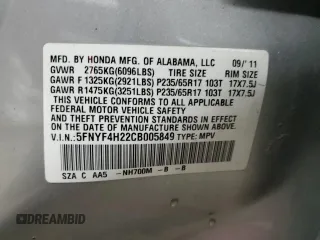 MFD. BY HONDA MFG. OF ALABAMA, LLC 09/'11
GVWR 2765KG(6096LBS) TIRE SIZE RIM SIZE
GAWR F 1325KG(2921LBS) P235/65R17 103T 17X7.5J
GAWR R 1475KG(3251LBS) P235/65R17 103T 17X7.5J
THIS VEHICLE CONFORMS TO ALL APPLICABLE
FEDERAL MOTOR VEHICLE SAFETY
AND THEFT PREVENTION STANDARDS IN EFFECT ON
THE DATE OF MANUFACTURE SHOWN ABOVE.
V.I.N.: 5FNYF4H22CB005849 TYPE: MPV
SZA C AA5 -NH700M -B -B
© AUTOBIDMASTER